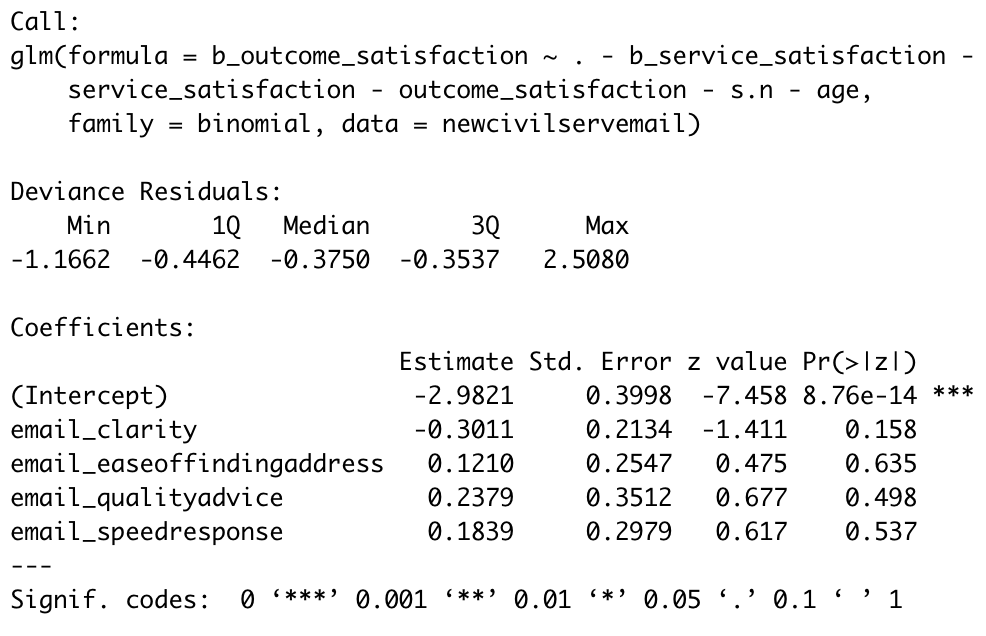 Call:
glm(formula = b_outcome_satisfaction ~ . - b_service_satisfaction -
    service_satisfaction - outcome_satisfaction - s.n - age,
    family = binomial, data = newcivilservemail)

Deviance Residuals:
    Min       1Q   Median       3Q      Max
-1.1662  -0.4462  -0.3750  -0.3537   2.5080

Coefficients:
                          Estimate Std. Error z value Pr(>|z|)
(Intercept)                -2.9821     0.3998  -7.458 8.76e-14 ***
email_clarity              -0.3011     0.2134  -1.411    0.158
email_easeoffindingaddress  0.1210     0.2547   0.475    0.635
email_qualityadvice         0.2379     0.3512   0.677    0.498
email_speedresponse         0.1839     0.2979   0.617    0.537
---
Signif. codes:  0 ‘***’ 0.001 ‘**’ 0.01 ‘*’ 0.05 ‘.’ 0.1 ‘ ’ 1